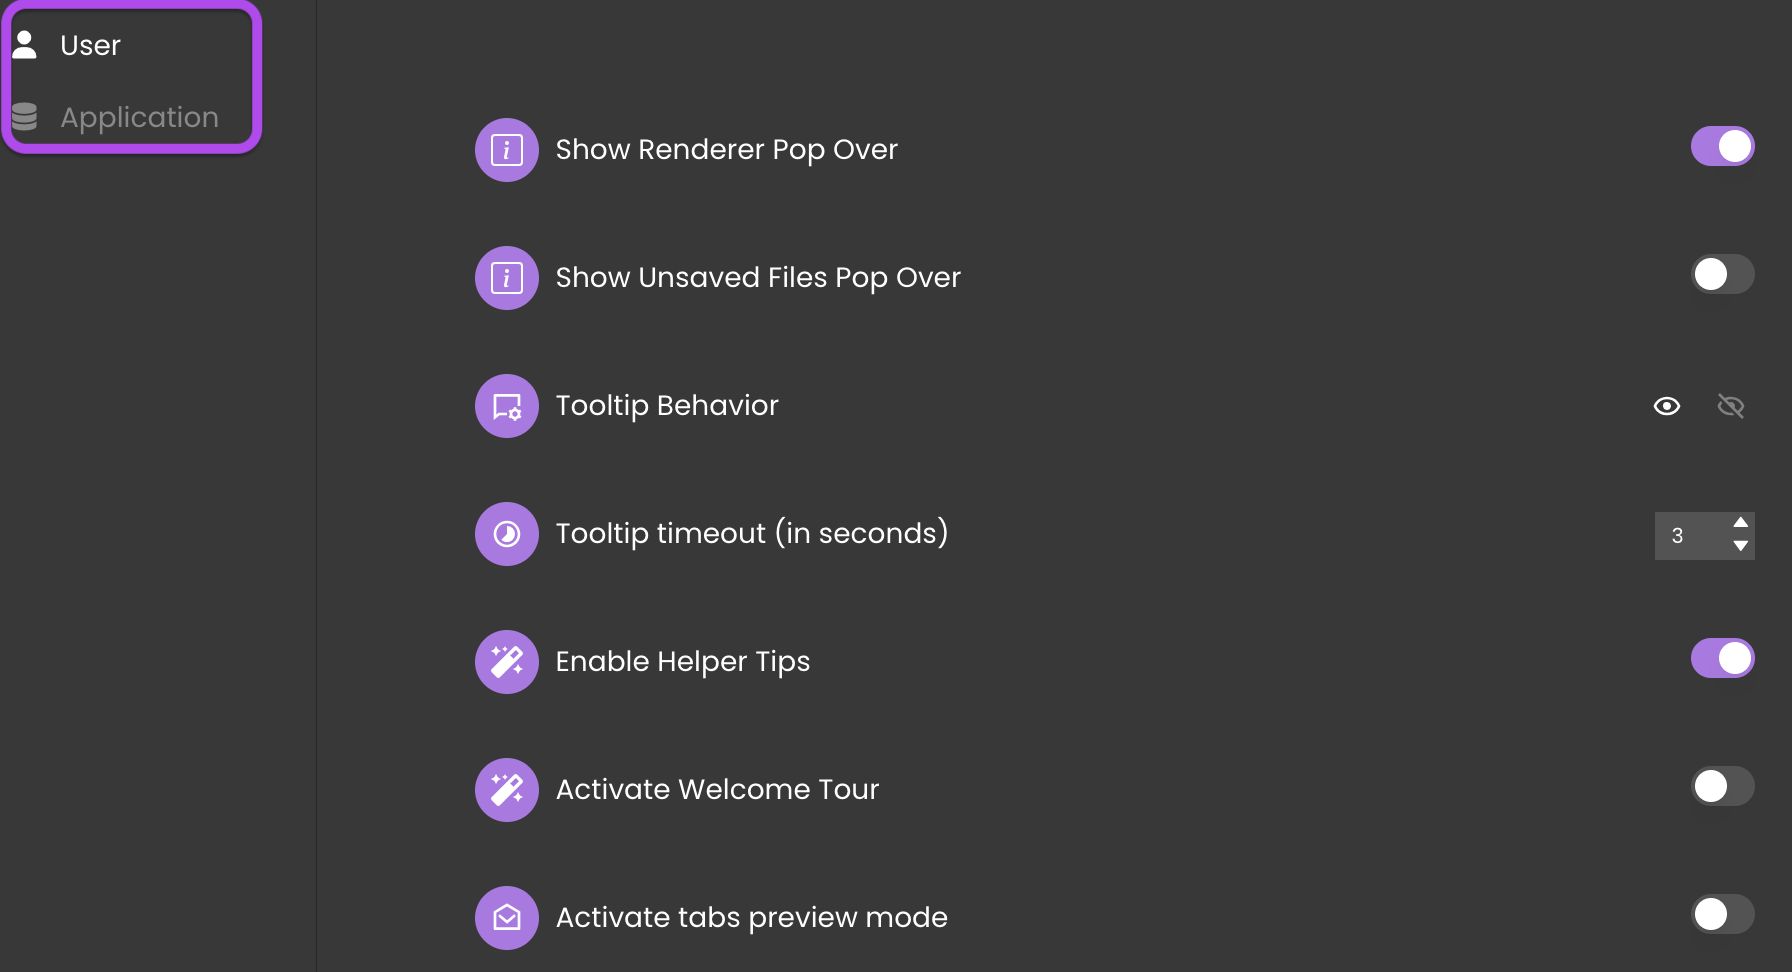 User
Application
Show Renderer Pop Over
Show Unsaved Files Pop Over
Tooltip Behavior
Tooltip timeout (in seconds)
3
Enable Helper Tips
Activate Welcome Tour
Activate tabs preview mode